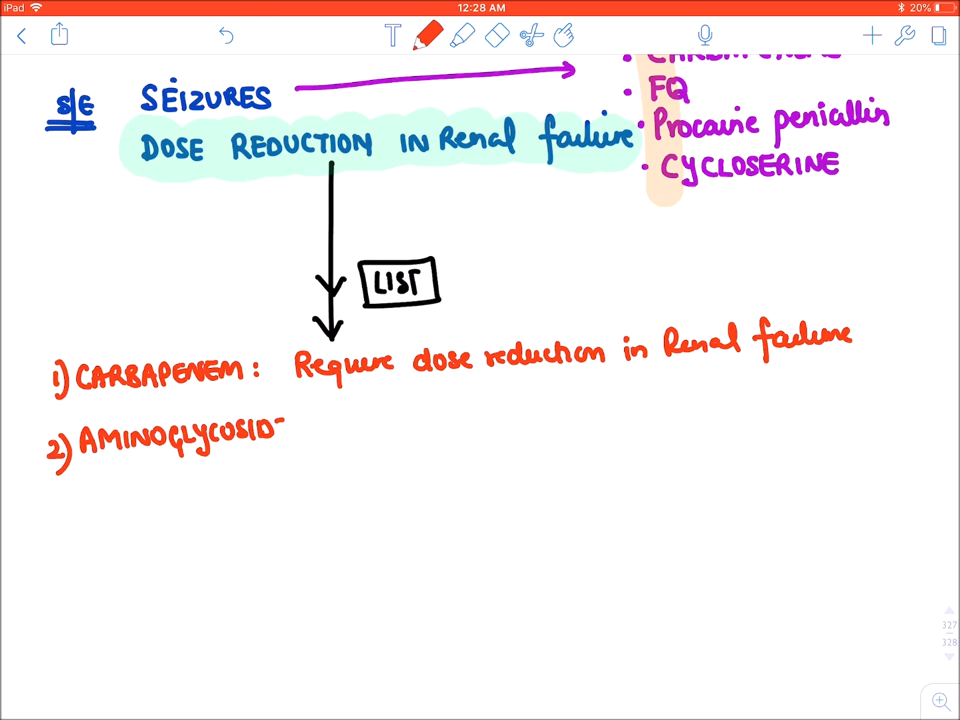 iPad 12:28 AM 20%
T
• FQ
S/E SEIZURES
• Procaine penicillin
DOSE REDUCTION IN Renal failure
• CYCLOSERINE
LIST
1) CARBAPENEM: Require dose reduction in Renal failure
2) AMINOGLYCOSID
327
328